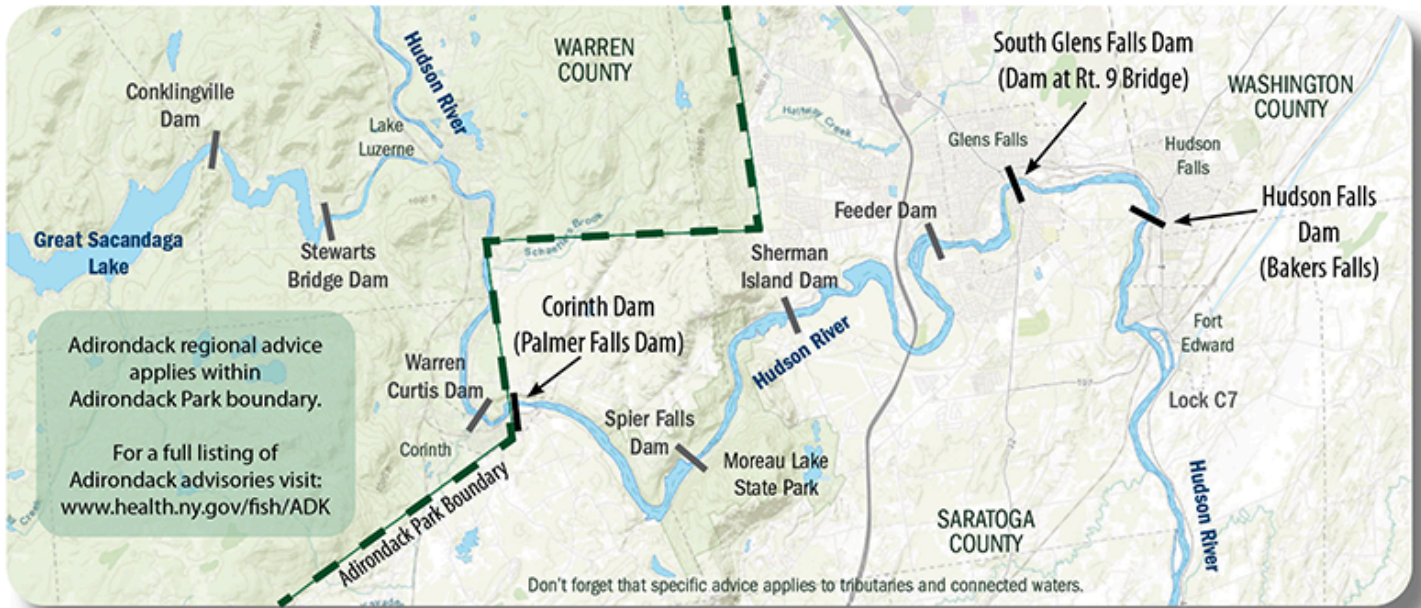 WARREN
COUNTY
South Glens Falls Dam
(Dam at Rt. 9 Bridge)
WASHINGTON
COUNTY
Hudson River
Conklingville
Dam
Lake
Luzerne
Halfway Creek
Glens Falls
Hudson
Falls
Hudson Falls
Dam
(Bakers Falls)
Feeder Dam
Great Sacandaga
Lake
Stewarts
Bridge Dam
Schaefers Brook
Sherman
Island Dam
Corinth Dam
(Palmer Falls Dam)
Hudson River
Fort
Edward
Adirondack regional advice
applies within
Adirondack Park boundary.
For a full listing of
Adirondack advisories visit:
www.health.ny.gov/fish/ADK
Warren
Curtis Dam
Corinth
Spier Falls
Dam
Moreau Lake
State Park
Lock C7
Adirondack Park Boundary
SARATOGA
COUNTY
Hudson River
Creek
Don't forget that specific advice applies to tributaries and connected waters.